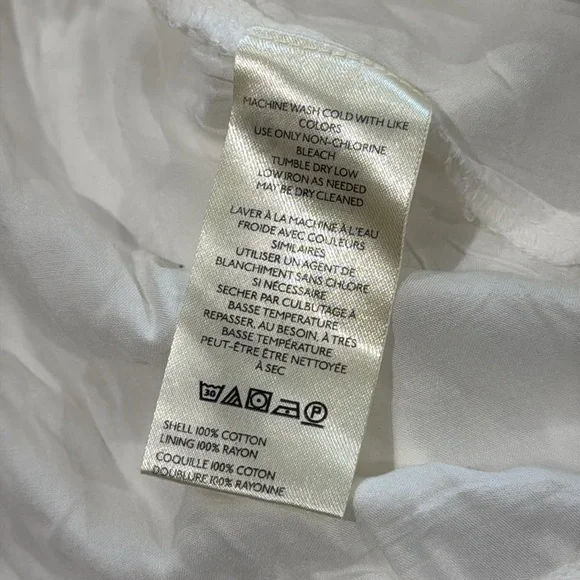 MACHINE WASH COLD WITH LIKE
COLORS
USE ONLY NON-CHLORINE
BLEACH
TUMBLE DRY LOW
LOW IRON AS NEEDED
MAY BE DRY CLEANED
LAVER À LA MACHINE À L'EAU
FROIDE AVEC COULEURS
SIMILAIRES
UTILISER UN AGENT DE
BLANCHIMENT SANS CHLORE
SI NÉCESSAIRE
SECHER PAR CULBUTAGE À
BASSE TEMPERATURE
REPASSER, AU BESOIN, À TRÈS
BASSE TEMPÉRATURE
PEUT-ÊTRE ÊTRE NETTOYÉE
À SEC
30 P
SHELL 100% COTTON
LINING 100% RAYON
COQUILLE 100% COTON
DOUBLURE 100% RAYONNE